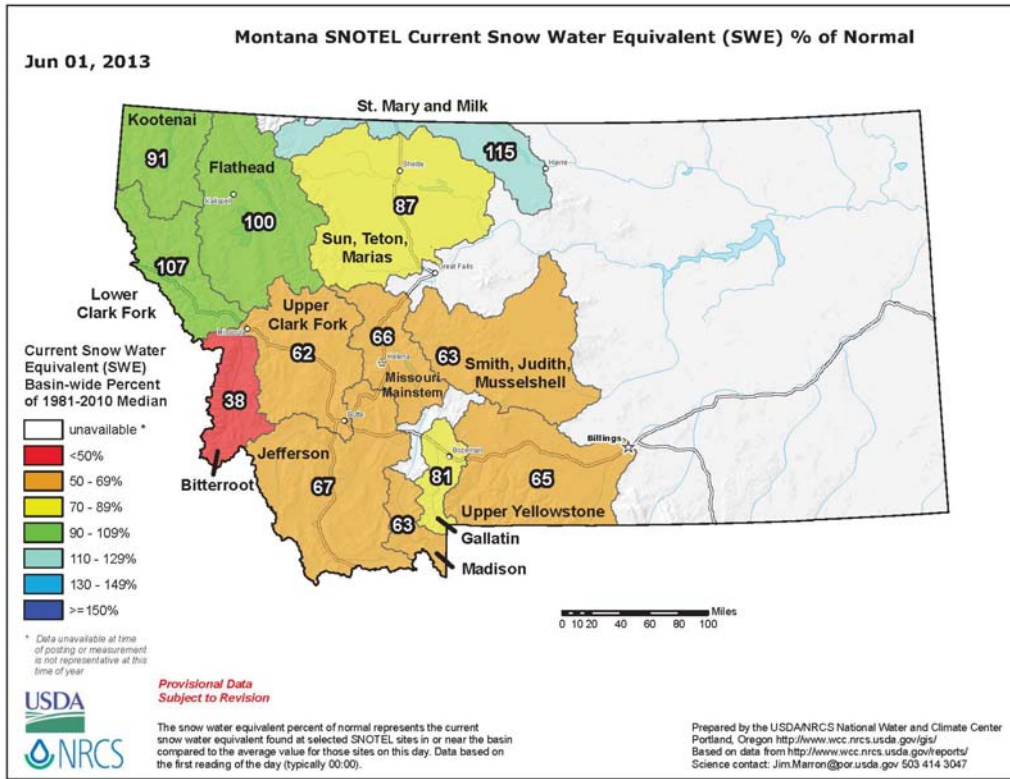 Montana SNOTEL Current Snow Water Equivalent (SWE) % of Normal
Jun 01, 2013
St. Mary and Milk
Kootenai
91
Flathead
Kalispell
100
Shelby
115
Havre
87
Sun, Teton,
Marias
Great Falls
107
Lower
Clark Fork
Missoula
Upper
Clark Fork
62
66
Helena
Missouri
Mainstem
63
Smith, Judith,
Musselshell
38
Bitterroot
Butte
Jefferson
67
Bozeman
81
63
Billings
65
Upper Yellowstone
Gallatin
Madison
Current Snow Water
Equivalent (SWE)
Basin-wide Percent
of 1981-2010 Median
unavailable *
<50%
50 - 69%
70 - 89%
90 - 109%
110 - 129%
130 - 149%
>=150%
* Data unavailable at time
of posting or measurement
is not representative at this
time of year
Miles
0 10 20 40 60 80 100
USDA
NRCS
Provisional Data
Subject to Revision
The snow water equivalent percent of normal represents the current
snow water equivalent found at selected SNOTEL sites in or near the basin
compared to the average value for those sites on this day. Data based on
the first reading of the day (typically 00:00).
Prepared by the USDA/NRCS National Water and Climate Center
Portland, Oregon http://www.wcc.nrcs.usda.gov/gis/
Based on data from http://www.wcc.nrcs.usda.gov/reports/
Science contact: Jim.Marron@por.usda.gov 503 414 3047